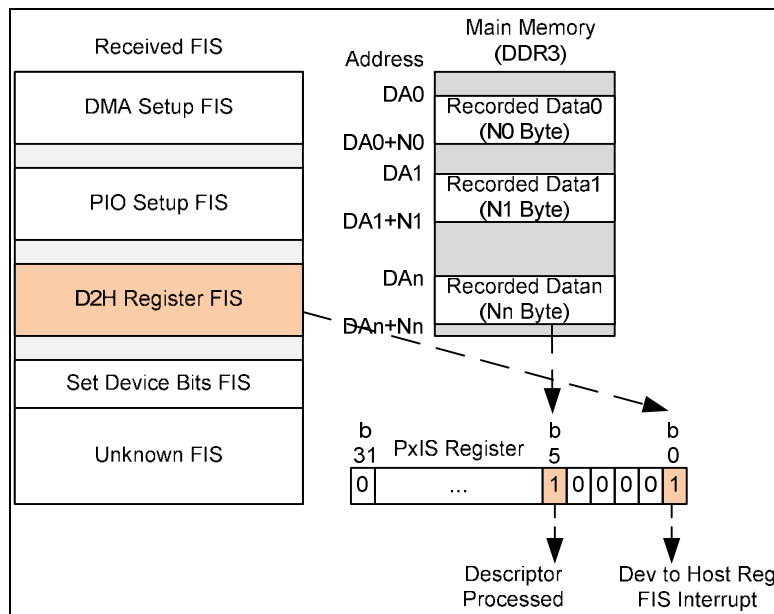 Received FIS
DMA Setup FIS
PIO Setup FIS
D2H Register FIS
Set Device Bits FIS
Unknown FIS
Main Memory
(DDR3)
Address
DA0
Recorded Data0
(N0 Byte)
DA0+N0
DA1
Recorded Data1
(N1 Byte)
DA1+N1
DAn
Recorded Datan
(Nn Byte)
DAn+Nn
b b b
31 PxIS Register 5 0
0 ... 1 0 0 0 0 1
Descriptor
Processed
Dev to Host Reg
FIS Interrupt